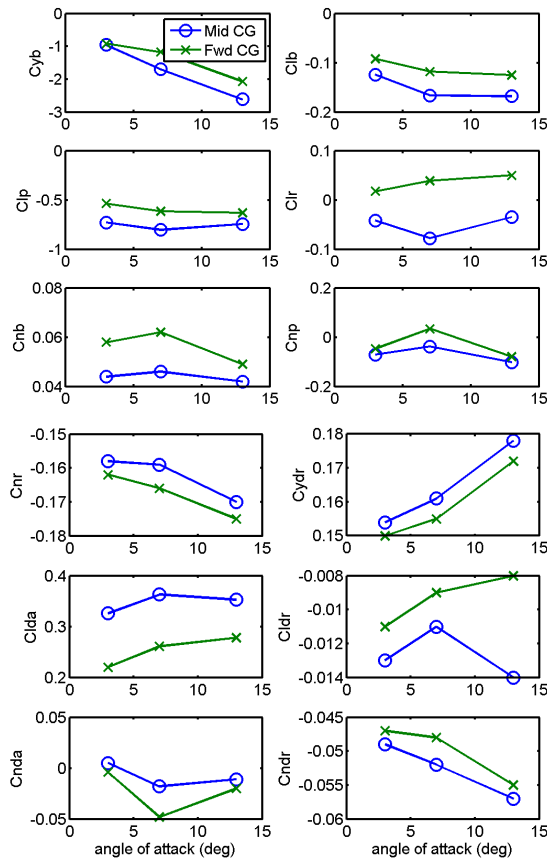 Mid CG
Fwd CG
0
-1
-2
-3
Cyb
0 5 10 15
0
-0.1
-0.2
Clb
0 5 10 15
0
-0.5
-1
Clp
0 5 10 15
0.1
0
-0.1
Clr
0 5 10 15
0.08
0.06
0.04
Cnb
0 5 10 15
0.2
0
-0.2
Cnp
0 5 10 15
-0.15
-0.16
-0.17
-0.18
Cnr
0 5 10 15
0.18
0.17
0.16
0.15
Cydr
0 5 10 15
0.4
0.3
0.2
Clda
0 5 10 15
-0.008
-0.01
-0.012
-0.014
Cldr
0 5 10 15
0.05
0
-0.05
Cnda
0 5 10 15
angle of attack (deg)
-0.045
-0.05
-0.055
-0.06
Cndr
0 5 10 15
angle of attack (deg)